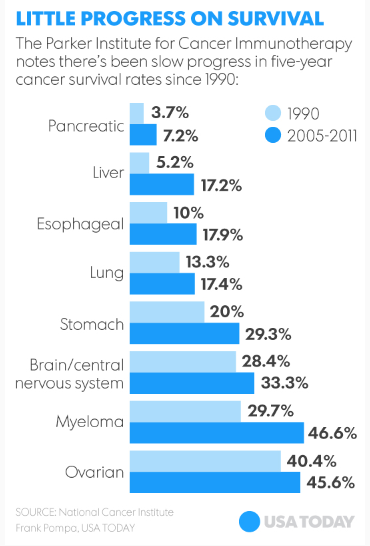 LITTLE PROGRESS ON SURVIVAL
The Parker Institute for Cancer Immunotherapy
notes there's been slow progress in five-year
cancer survival rates since 1990:
1990
2005-2011
Pancreatic
3.7%
7.2%
Liver
5.2%
17.2%
Esophageal
10%
17.9%
Lung
13.3%
17.4%
Stomach
20%
29.3%
Brain/central
nervous system
28.4%
33.3%
Myeloma
29.7%
46.6%
Ovarian
40.4%
45.6%
SOURCE: National Cancer Institute
Frank Pompa, USA TODAY
USA TODAY